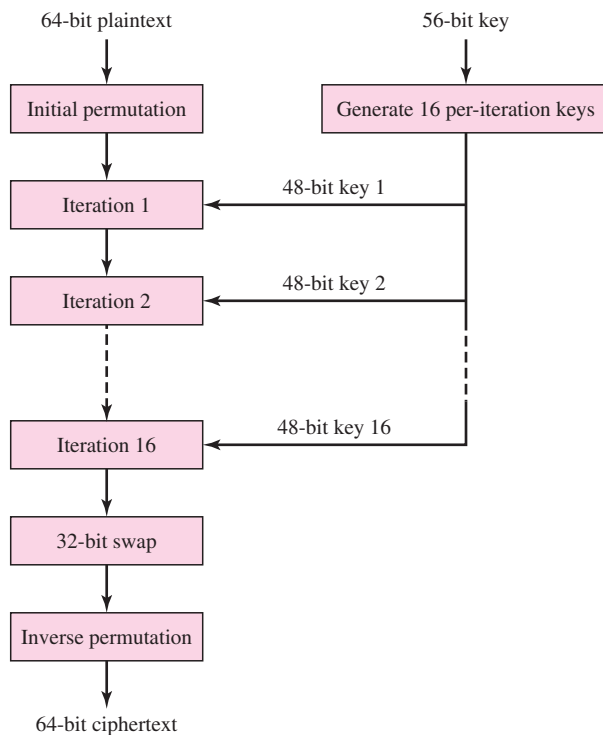 64-bit plaintext
56-bit key
Initial permutation
Generate 16 per-iteration keys
48-bit key 1
Iteration 1
48-bit key 2
Iteration 2
48-bit key 16
Iteration 16
32-bit swap
Inverse permutation
64-bit ciphertext